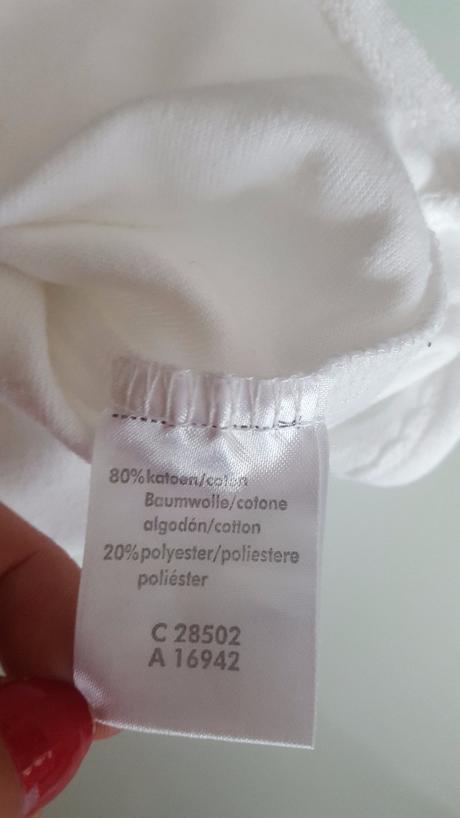 80% katoen/coton
Baumwolle/cotone
algodón/cotton
20% polyester/poliestere
poliéster
C 28502
A 16942